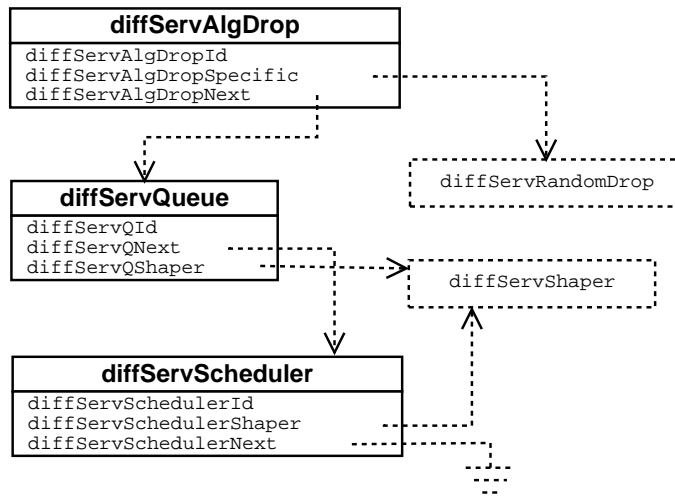 diffServAlgDrop
diffServAlgDropId
diffServAlgDropSpecific
diffServAlgDropNext
diffServRandomDrop
diffServQueue
diffServQId
diffServQNext
diffServQShaper
diffServShaper
diffServScheduler
diffServSchedulerId
diffServSchedulerShaper
diffServSchedulerNext